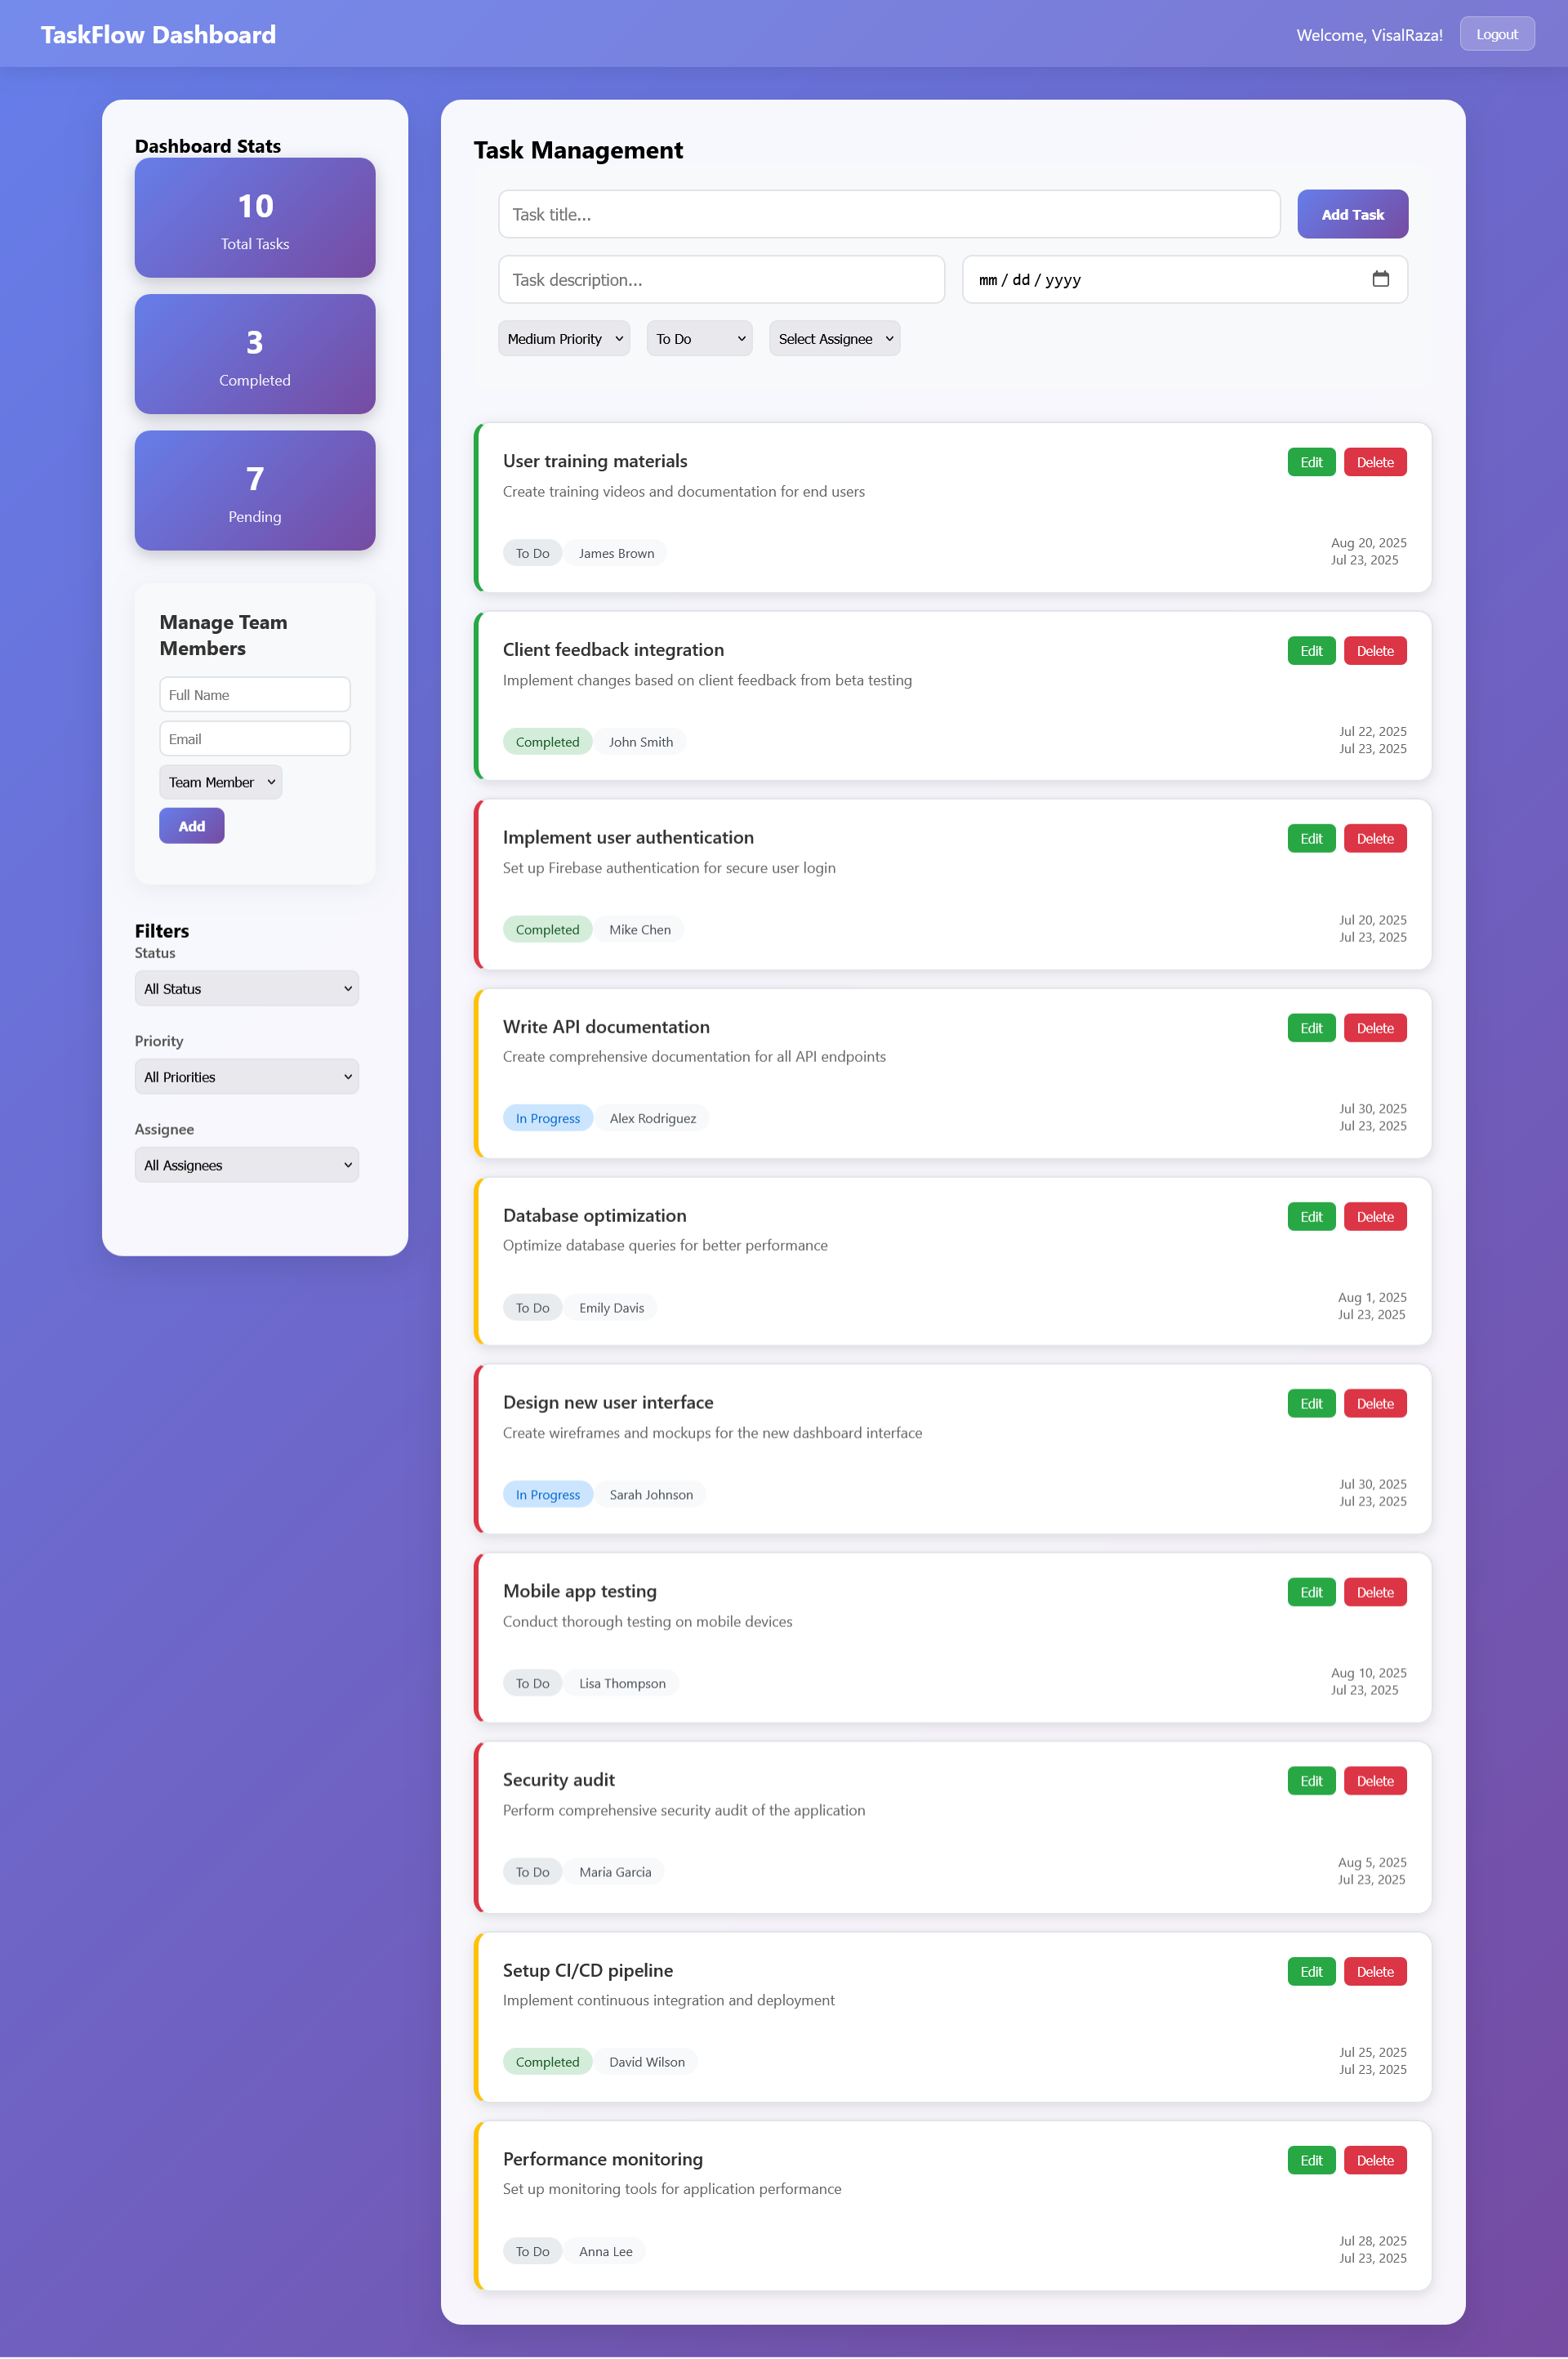 TaskFlow Dashboard
Welcome, VisalRaza!
Logout
Dashboard Stats
10
Total Tasks
3
Completed
7
Pending
Manage Team
Members
Full Name
Email
Team Member
Add
Filters
Status
All Status
Priority
All Priorities
Assignee
All Assignees
Task Management
Task title...
Add Task
Task description...
mm / dd / yyyy
Medium Priority
To Do
Select Assignee
User training materials
Edit
Delete
Create training videos and documentation for end users
To Do
James Brown
Aug 20, 2025
Jul 23, 2025
Client feedback integration
Edit
Delete
Implement changes based on client feedback from beta testing
Completed
John Smith
Jul 22, 2025
Jul 23, 2025
Implement user authentication
Edit
Delete
Set up Firebase authentication for secure user login
Completed
Mike Chen
Jul 20, 2025
Jul 23, 2025
Write API documentation
Edit
Delete
Create comprehensive documentation for all API endpoints
In Progress
Alex Rodriguez
Jul 30, 2025
Jul 23, 2025
Database optimization
Edit
Delete
Optimize database queries for better performance
To Do
Emily Davis
Aug 1, 2025
Jul 23, 2025
Design new user interface
Edit
Delete
Create wireframes and mockups for the new dashboard interface
In Progress
Sarah Johnson
Jul 30, 2025
Jul 23, 2025
Mobile app testing
Edit
Delete
Conduct thorough testing on mobile devices
To Do
Lisa Thompson
Aug 10, 2025
Jul 23, 2025
Security audit
Edit
Delete
Perform comprehensive security audit of the application
To Do
Maria Garcia
Aug 5, 2025
Jul 23, 2025
Setup CI/CD pipeline
Edit
Delete
Implement continuous integration and deployment
Completed
David Wilson
Jul 25, 2025
Jul 23, 2025
Performance monitoring
Edit
Delete
Set up monitoring tools for application performance
To Do
Anna Lee
Jul 28, 2025
Jul 23, 2025